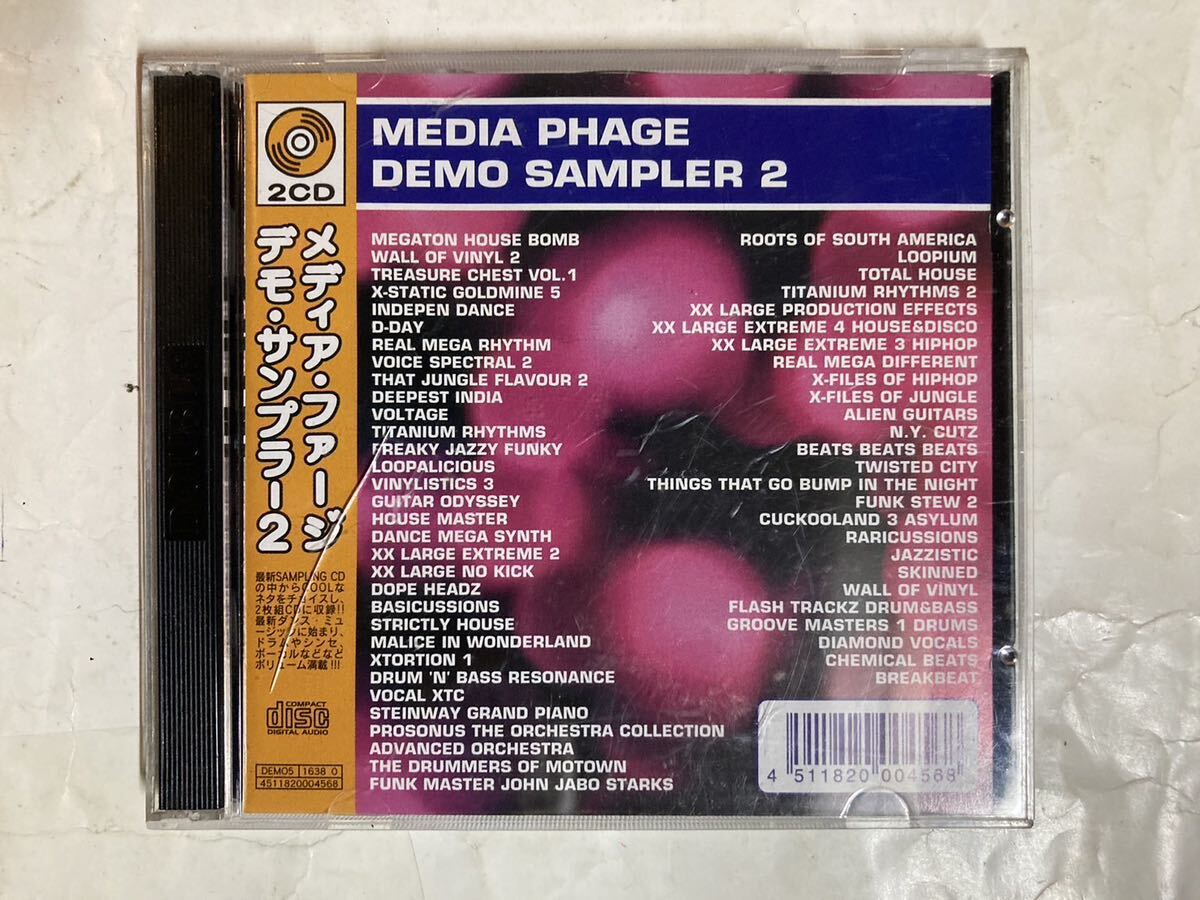 2CD
メディア・ファージ
デモ・サンプラー2
最新SAMPLING CD
の中からCOOLな
ネタをチョイスし、
2枚組CDに収録!!
最新ダンス・ミュ
ージックに始まり、
ドラムやシンセ、
ボーカルなどなど
ボリューム満載!!!
COMPACT
disc
DIGITAL AUDIO
DEMO5 1638 0
4511820004568
MEDIA PHAGE
DEMO SAMPLER 2
MEGATON HOUSE BOMB
WALL OF VINYL 2
TREASURE CHEST VOL.1
X-STATIC GOLDMINE 5
INDEPEN DANCE
D-DAY
REAL MEGA RHYTHM
VOICE SPECTRAL 2
THAT JUNGLE FLAVOUR 2
DEEPEST INDIA
VOLTAGE
TITANIUM RHYTHMS
FREAKY JAZZY FUNKY
LOOPALICIOUS
VINYLISTICS 3
GUITAR ODYSSEY
HOUSE MASTER
DANCE MEGA SYNTH
XX LARGE EXTREME 2
XX LARGE NO KICK
DOPE HEADZ
BASICUSSIONS
STRICTLY HOUSE
MALICE IN WONDERLAND
XTORTION 1
DRUM 'N' BASS RESONANCE
VOCAL XTC
STEINWAY GRAND PIANO
PROSONUS THE ORCHESTRA COLLECTION
ADVANCED ORCHESTRA
THE DRUMMERS OF MOTOWN
FUNK MASTER JOHN JABO STARKS
ROOTS OF SOUTH AMERICA
LOOPIUM
TOTAL HOUSE
TITANIUM RHYTHMS 2
XX LARGE PRODUCTION EFFECTS
XX LARGE EXTREME 4 HOUSE&DISCO
XX LARGE EXTREME 3 HIPHOP
REAL MEGA DIFFERENT
X-FILES OF HIPHOP
X-FILES OF JUNGLE
ALIEN GUITARS
N.Y. CUTZ
BEATS BEATS BEATS
TWISTED CITY
THINGS THAT GO BUMP IN THE NIGHT
FUNK STEW 2
CUCKOOLAND 3 ASYLUM
RARICUSSIONS
JAZZISTIC
SKINNED
WALL OF VINYL
FLASH TRACKZ DRUM&BASS
GROOVE MASTERS 1 DRUMS
DIAMOND VOCALS
CHEMICAL BEATS
BREAKBEAT
4 511820 004568